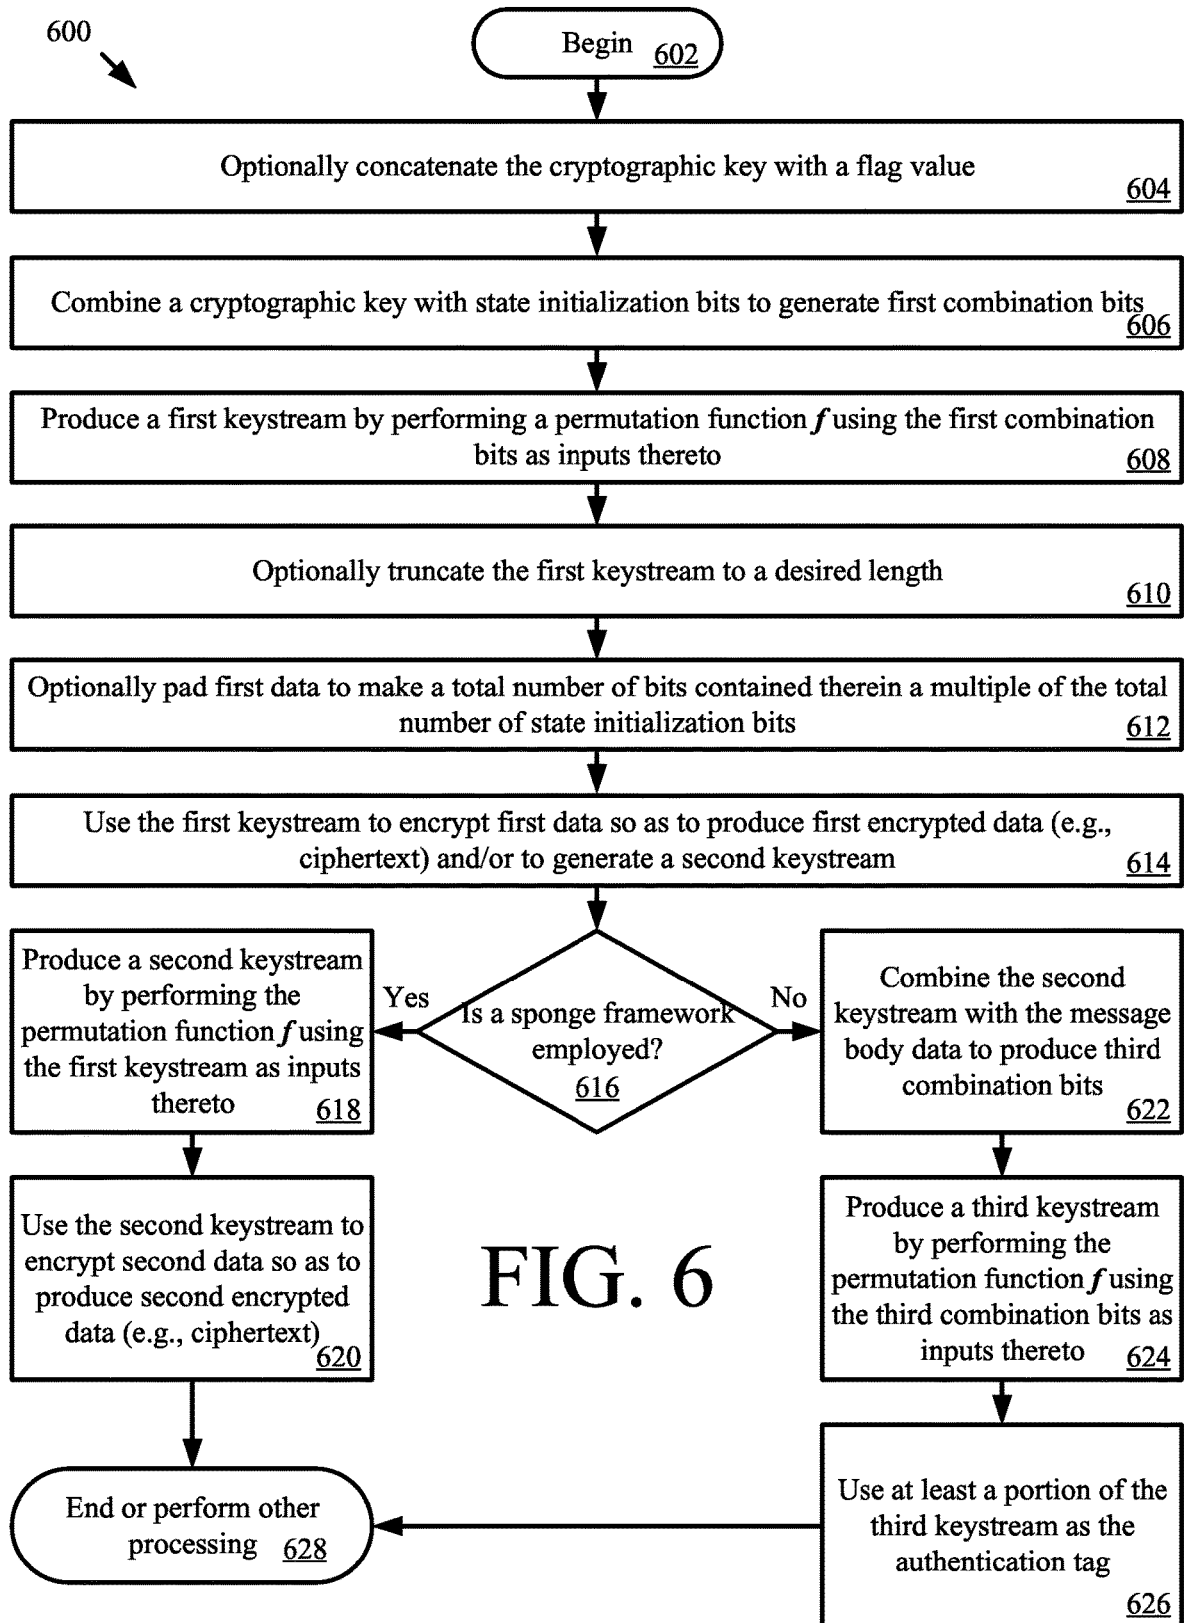 600
Begin 602
Optionally concatenate the cryptographic key with a flag value
604
Combine a cryptographic key with state initialization bits to generate first combination bits
606
Produce a first keystream by performing a permutation function f using the first combination
bits as inputs thereto
608
Optionally truncate the first keystream to a desired length
610
Optionally pad first data to make a total number of bits contained therein a multiple of the total
number of state initialization bits
612
Use the first keystream to encrypt first data so as to produce first encrypted data (e.g.,
ciphertext) and/or to generate a second keystream
614
Is a sponge framework
employed?
616
Yes
No
Produce a second keystream
by performing the
permutation function f using
the first keystream as inputs
thereto
618
Use the second keystream to
encrypt second data so as to
produce second encrypted
data (e.g., ciphertext)
620
Combine the second
keystream with the message
body data to produce third
combination bits
622
Produce a third keystream
by performing the
permutation function f using
the third combination bits as
inputs thereto
624
Use at least a portion of the
third keystream as the
authentication tag
626
End or perform other
processing 628
FIG. 6